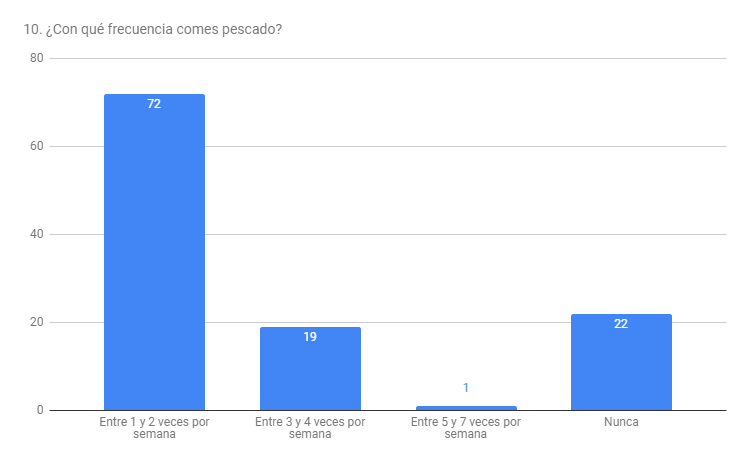 10. ¿Con qué frecuencia comes pescado?
80
60
40
20
0
72
19
1
22
Entre 1 y 2 veces por
semana
Entre 3 y 4 veces por
semana
Entre 5 y 7 veces por
semana
Nunca